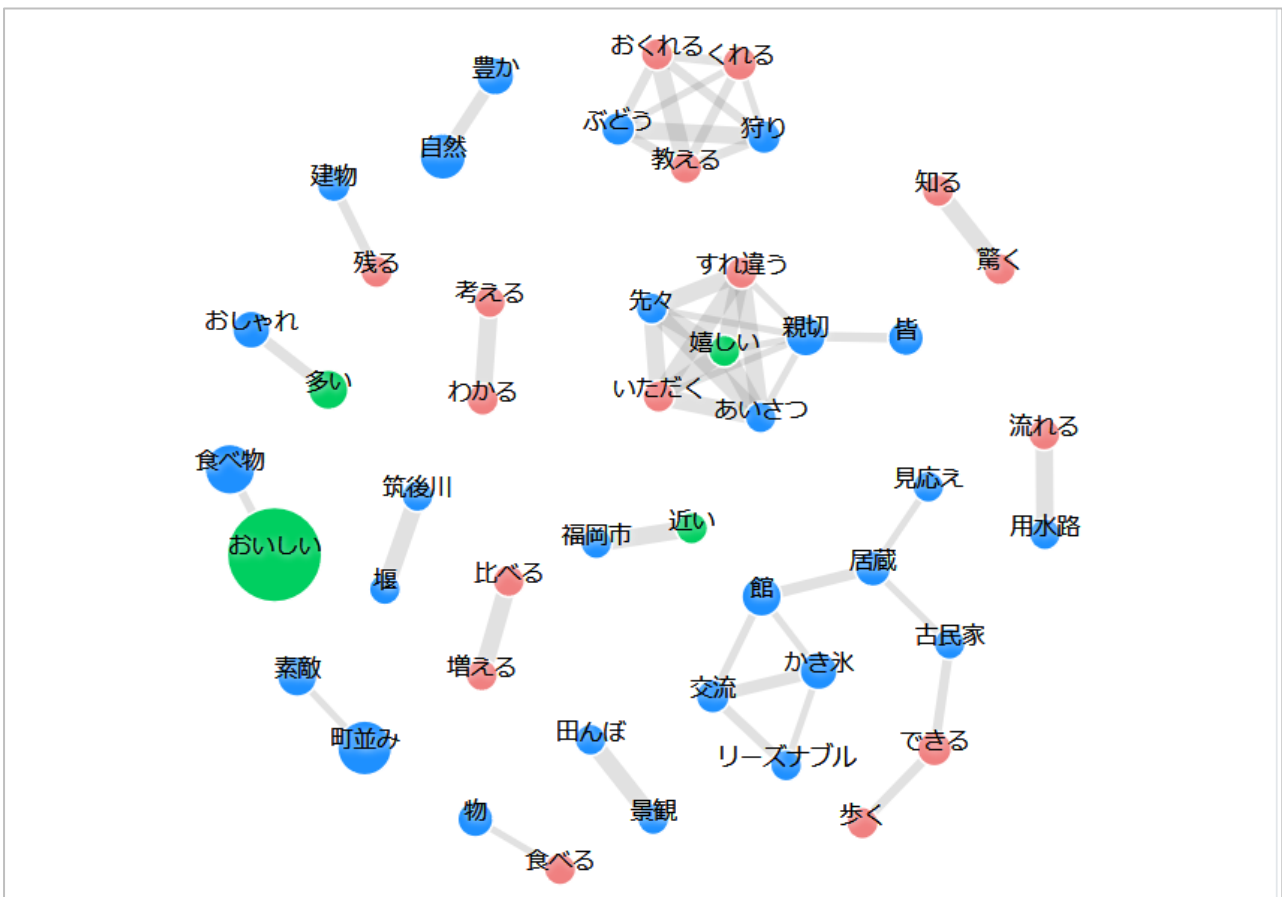 おくれる
くれる
豊か
ぶどう
狩り
自然
教える
建物
知る
残る
驚く
すれ違う
考える
先々
おしゃれ
親切
皆
嬉しい
多い
わかる
いただく
あいさつ
流れる
食べ物
筑後川
見応え
福岡市
近い
用水路
おいしい
堰
比べる
居蔵
館
古民家
素敵
増える
かき氷
交流
町並み
田んぼ
できる
リーズナブル
物
景観
歩く
食べる